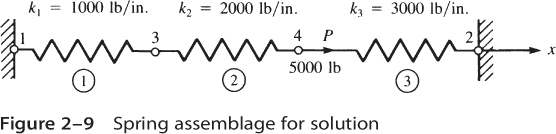 k₁ = 1000 lb/in. k₂ = 2000 lb/in. k₃ = 3000 lb/in.
1 3 4 P 2 x
5000 lb
① ② ③
Figure 2–9 Spring assemblage for solution